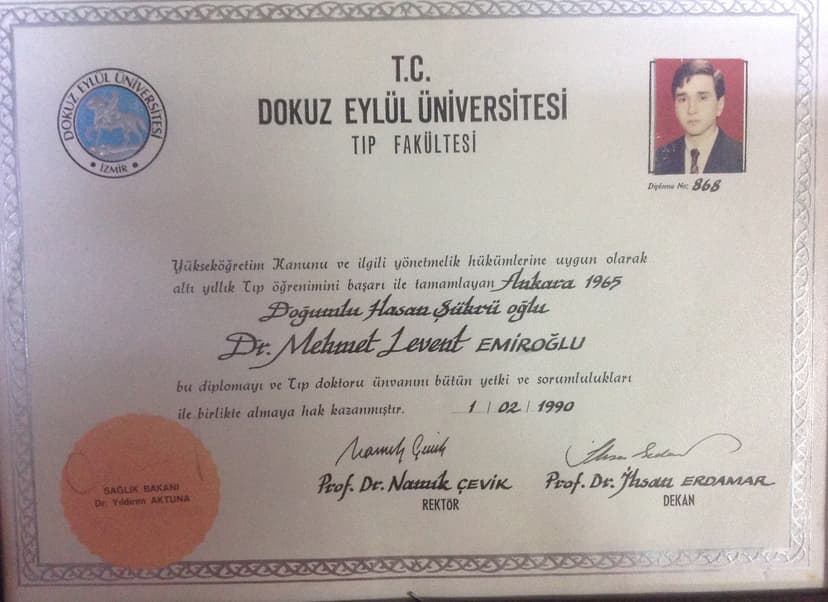 DOKUZ EYLÜL ÜNİVERSİTESİ
İZMİR
T.C.
DOKUZ EYLÜL ÜNİVERSİTESİ
TIP FAKÜLTESİ
Diploma No: 868
Yükseköğretim Kanunu ve ilgili yönetmelik hükümlerine uygun olarak
altı yıllık Tıp öğrenimini başarı ile tamamlayan Ankara 1965
Doğumlu Hasan Şükrü oğlu
Dr. Mehmet Levent EMİROĞLU
bu diplomayı ve Tıp doktoru ünvanını bütün yetki ve sorumlulukları
ile birlikte almaya hak kazanmıştır. 1 / 02 / 1990
Namık Çevik
Prof. Dr. Namık ÇEVİK Prof. Dr. İhsan ERDAMAR
REKTÖR DEKAN
SAĞLIK BAKANI
Dr. Yıldırım AKTUNA